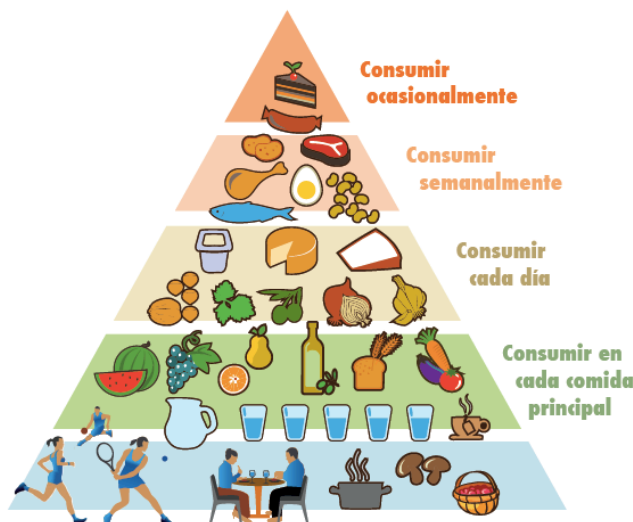 Consumir
ocasionalmente
Consumir
semanalmente
Consumir
cada día
Consumir en
cada comida
principal